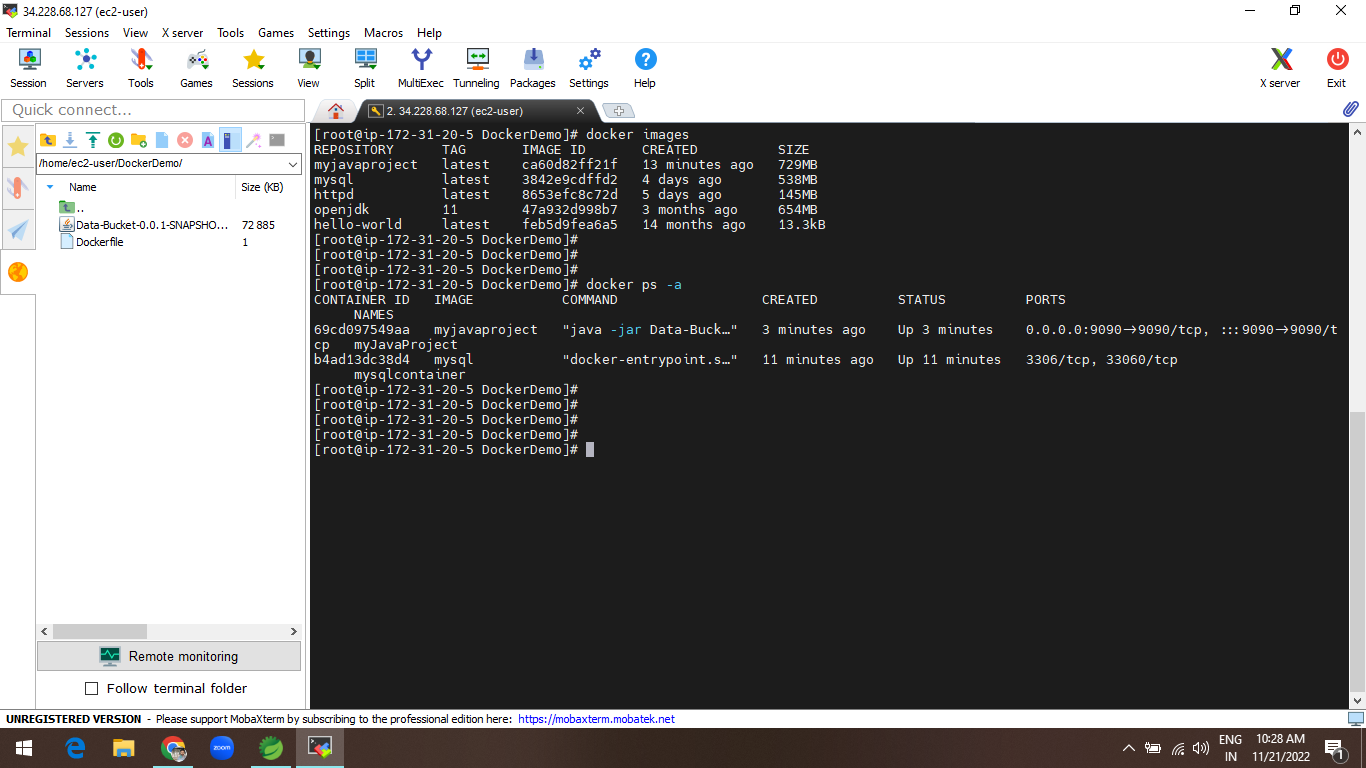 34.228.68.127 (ec2-user)
Terminal Sessions View X server Tools Games Settings Macros Help
Session Servers Tools Games Sessions View Split MultiExec Tunneling Packages Settings Help X server Exit
Quick connect...
2. 34.228.68.127 (ec2-user)
/home/ec2-user/DockerDemo/
Name Size (KB)
..
Data-Bucket-0.0.1-SNAPSHO... 72 885
Dockerfile 1
[root@ip-172-31-20-5 DockerDemo]# docker images
REPOSITORY TAG IMAGE ID CREATED SIZE
myjavaproject latest ca60d82ff21f 13 minutes ago 729MB
mysql latest 3842e9cdffd2 4 days ago 538MB
httpd latest 8653efc8c72d 5 days ago 145MB
openjdk 11 47a932d998b7 3 months ago 654MB
hello-world latest feb5d9fea6a5 14 months ago 13.3kB
[root@ip-172-31-20-5 DockerDemo]#
[root@ip-172-31-20-5 DockerDemo]#
[root@ip-172-31-20-5 DockerDemo]#
[root@ip-172-31-20-5 DockerDemo]# docker ps -a
CONTAINER ID IMAGE COMMAND CREATED STATUS PORTS
NAMES
69cd097549aa myjavaproject "java -jar Data-Buck…" 3 minutes ago Up 3 minutes 0.0.0.0:9090→9090/tcp, :::9090→9090/t
cp myJavaProject
b4ad13dc38d4 mysql "docker-entrypoint.s…" 11 minutes ago Up 11 minutes 3306/tcp, 33060/tcp
mysqlcontainer
[root@ip-172-31-20-5 DockerDemo]#
[root@ip-172-31-20-5 DockerDemo]#
[root@ip-172-31-20-5 DockerDemo]#
[root@ip-172-31-20-5 DockerDemo]#
[root@ip-172-31-20-5 DockerDemo]#
Remote monitoring
Follow terminal folder
UNREGISTERED VERSION - Please support MobaXterm by subscribing to the professional edition here: https://mobaxterm.mobatek.net
zoom
ENG
IN
10:28 AM
11/21/2022
1